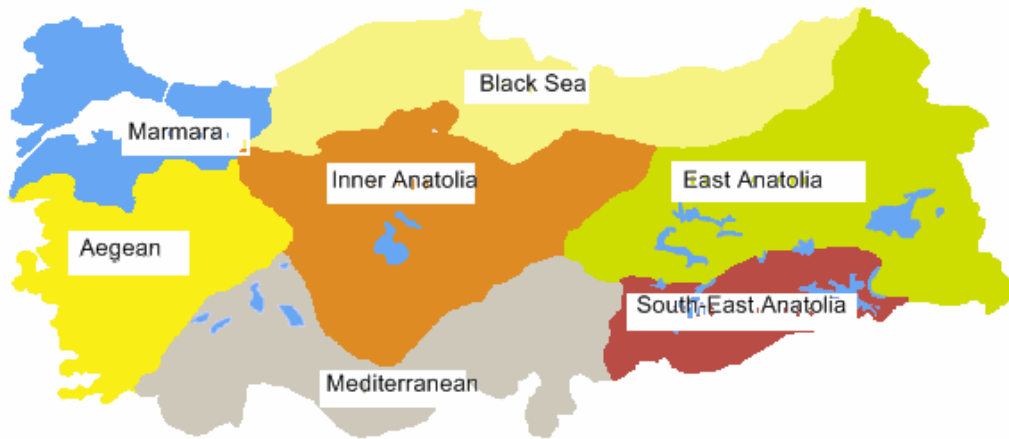 Black Sea
Marmara
Inner Anatolia
East Anatolia
Aegean
South-East Anatolia
Mediterranean